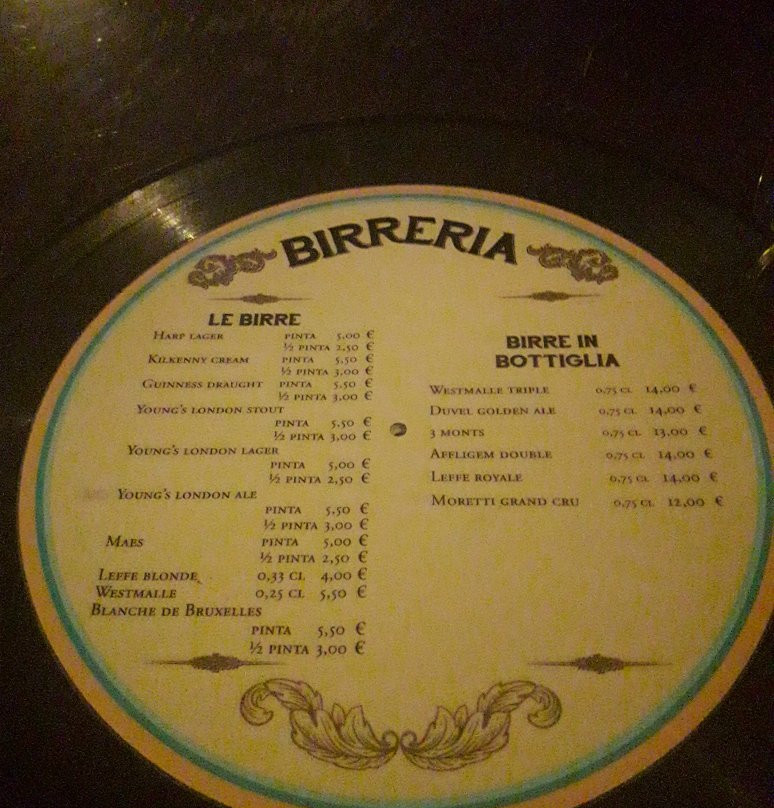 BIRRERIA
LE BIRRE
HARP LAGER PINTA 5,00 €
½ PINTA 2,50 €
KILKENNY CREAM PINTA 5,50 €
½ PINTA 3,00 €
GUINNESS DRAUGHT PINTA 5,50 €
½ PINTA 3,00 €
YOUNG'S LONDON STOUT
PINTA 5,50 €
½ PINTA 3,00 €
YOUNG'S LONDON LAGER
PINTA 5,00 €
½ PINTA 2,50 €
YOUNG'S LONDON ALE
PINTA 5,50 €
½ PINTA 3,00 €
MAES PINTA 5,00 €
½ PINTA 2,50 €
LEFFE BLONDE 0,33 CL 4,00 €
WESTMALLE 0,25 CL 5,50 €
BLANCHE DE BRUXELLES
PINTA 5,50 €
½ PINTA 3,00 €
BIRRE IN
BOTTIGLIA
WESTMALLE TRIPLE 0,75 CL 14,00 €
DUVEL GOLDEN ALE 0,75 CL 14,00 €
3 MONTS 0,75 CL 13,00 €
AFFLIGEM DOUBLE 0,75 CL 14,00 €
LEFFE ROYALE 0,75 CL 14,00 €
MORETTI GRAND CRU 0,75 CL 12,00 €